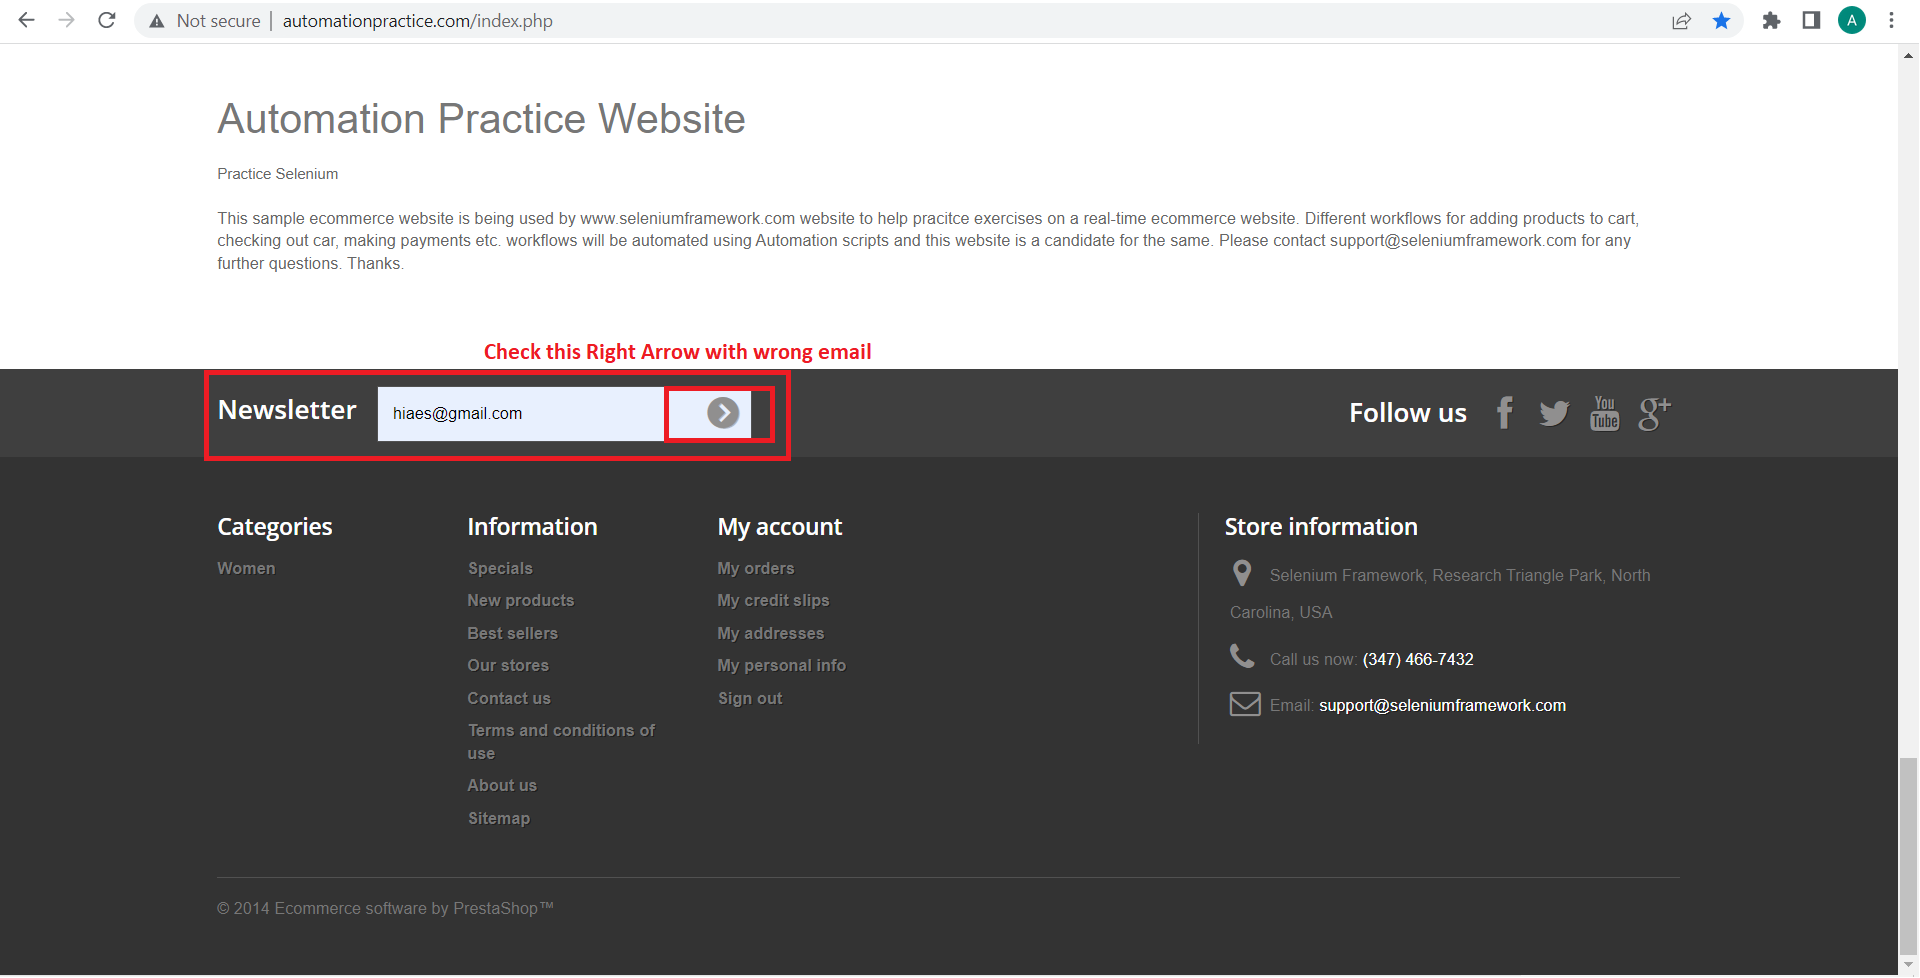 Not secure | automationpractice.com/index.php
A
Automation Practice Website
Practice Selenium
This sample ecommerce website is being used by www.seleniumframework.com website to help pracitce exercises on a real-time ecommerce website. Different workflows for adding products to cart,
checking out car, making payments etc. workflows will be automated using Automation scripts and this website is a candidate for the same. Please contact support@seleniumframework.com for any
further questions. Thanks.
Check this Right Arrow with wrong email
Newsletter
hiaes@gmail.com
Follow us
You
Tube
g+
Categories
Women
Information
Specials
New products
Best sellers
Our stores
Contact us
Terms and conditions of
use
About us
Sitemap
My account
My orders
My credit slips
My addresses
My personal info
Sign out
Store information
Selenium Framework, Research Triangle Park, North
Carolina, USA
Call us now: (347) 466-7432
Email: support@seleniumframework.com
© 2014 Ecommerce software by PrestaShop™